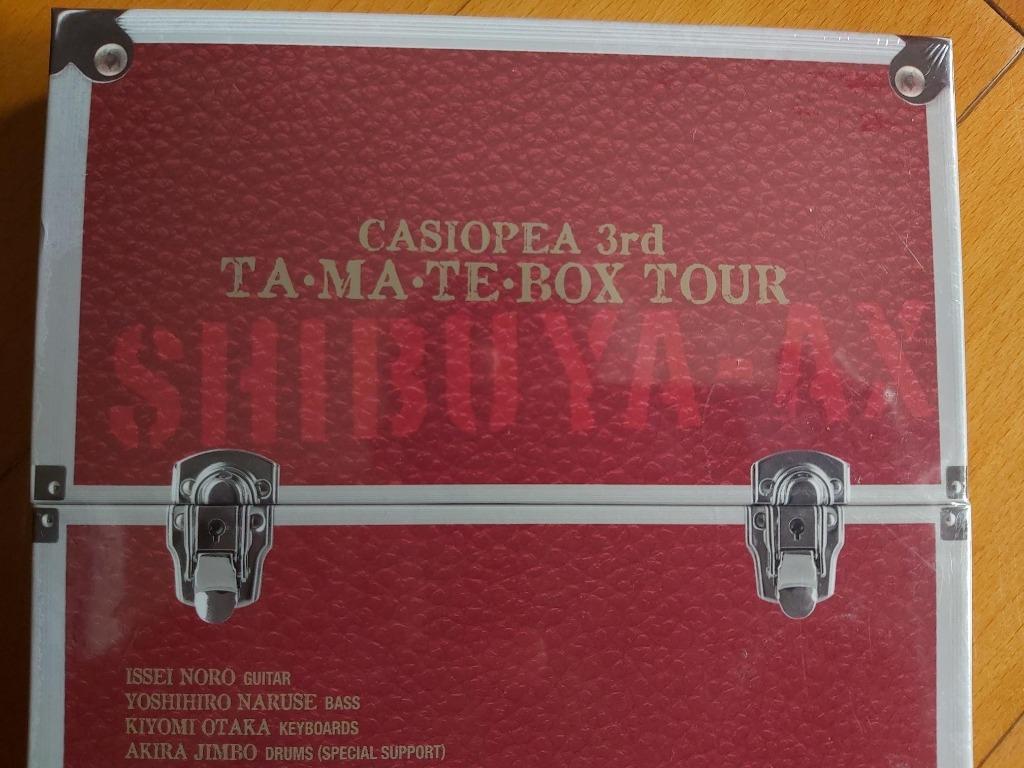 CASIOPEA 3rd
TA·MA·TE·BOX TOUR
SHIBUYA-AX
ISSEI NORO GUITAR
YOSHIHIRO NARUSE BASS
KIYOMI OTAKA KEYBOARDS
AKIRA JIMBO DRUMS (SPECIAL SUPPORT)